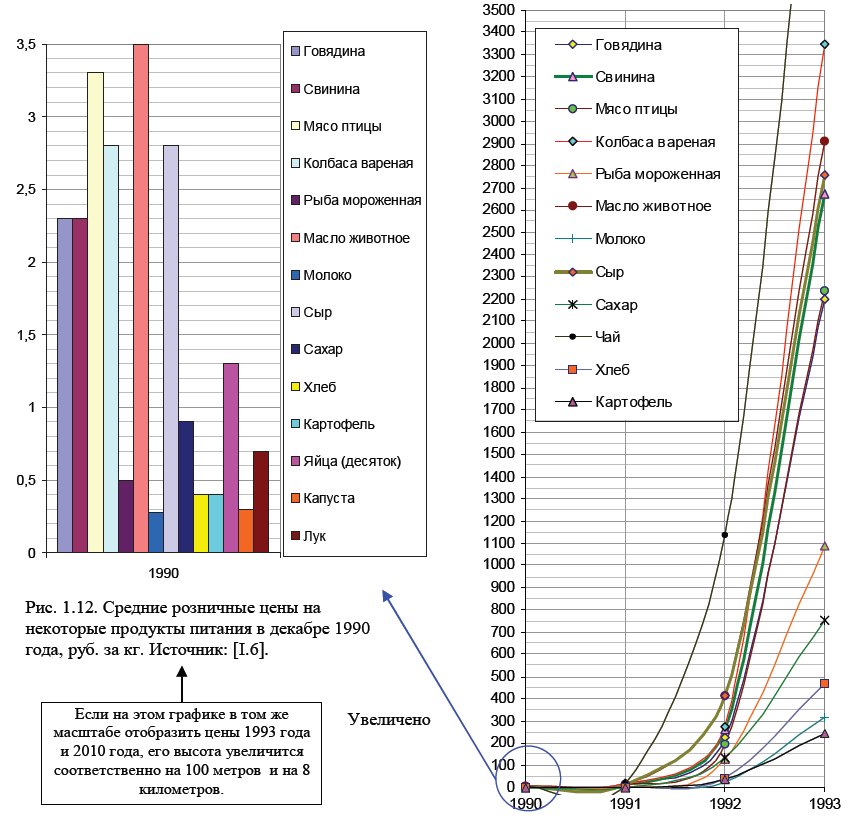 3,5
3
2,5
2
1,5
1
0,5
0
1990
Говядина
Свинина
Мясо птицы
Колбаса вареная
Рыба мороженная
Масло животное
Молоко
Сыр
Сахар
Хлеб
Картофель
Яйца (десяток)
Капуста
Лук
Рис. 1.12. Средние розничные цены на
некоторые продукты питания в декабре 1990
года, руб. за кг. Источник: [I.6].
Если на этом графике в том же
масштабе отобразить цены 1993 года
и 2010 года, его высота увеличится
соответственно на 100 метров и на 8
километров.
Увеличено
3500
3400
3300
3200
3100
3000
2900
2800
2700
2600
2500
2400
2300
2200
2100
2000
1900
1800
1700
1600
1500
1400
1300
1200
1100
1000
900
800
700
600
500
400
300
200
100
0
1990
1991
1992
1993
Говядина
Свинина
Мясо птицы
Колбаса вареная
Рыба мороженная
Масло животное
Молоко
Сыр
Сахар
Чай
Хлеб
Картофель